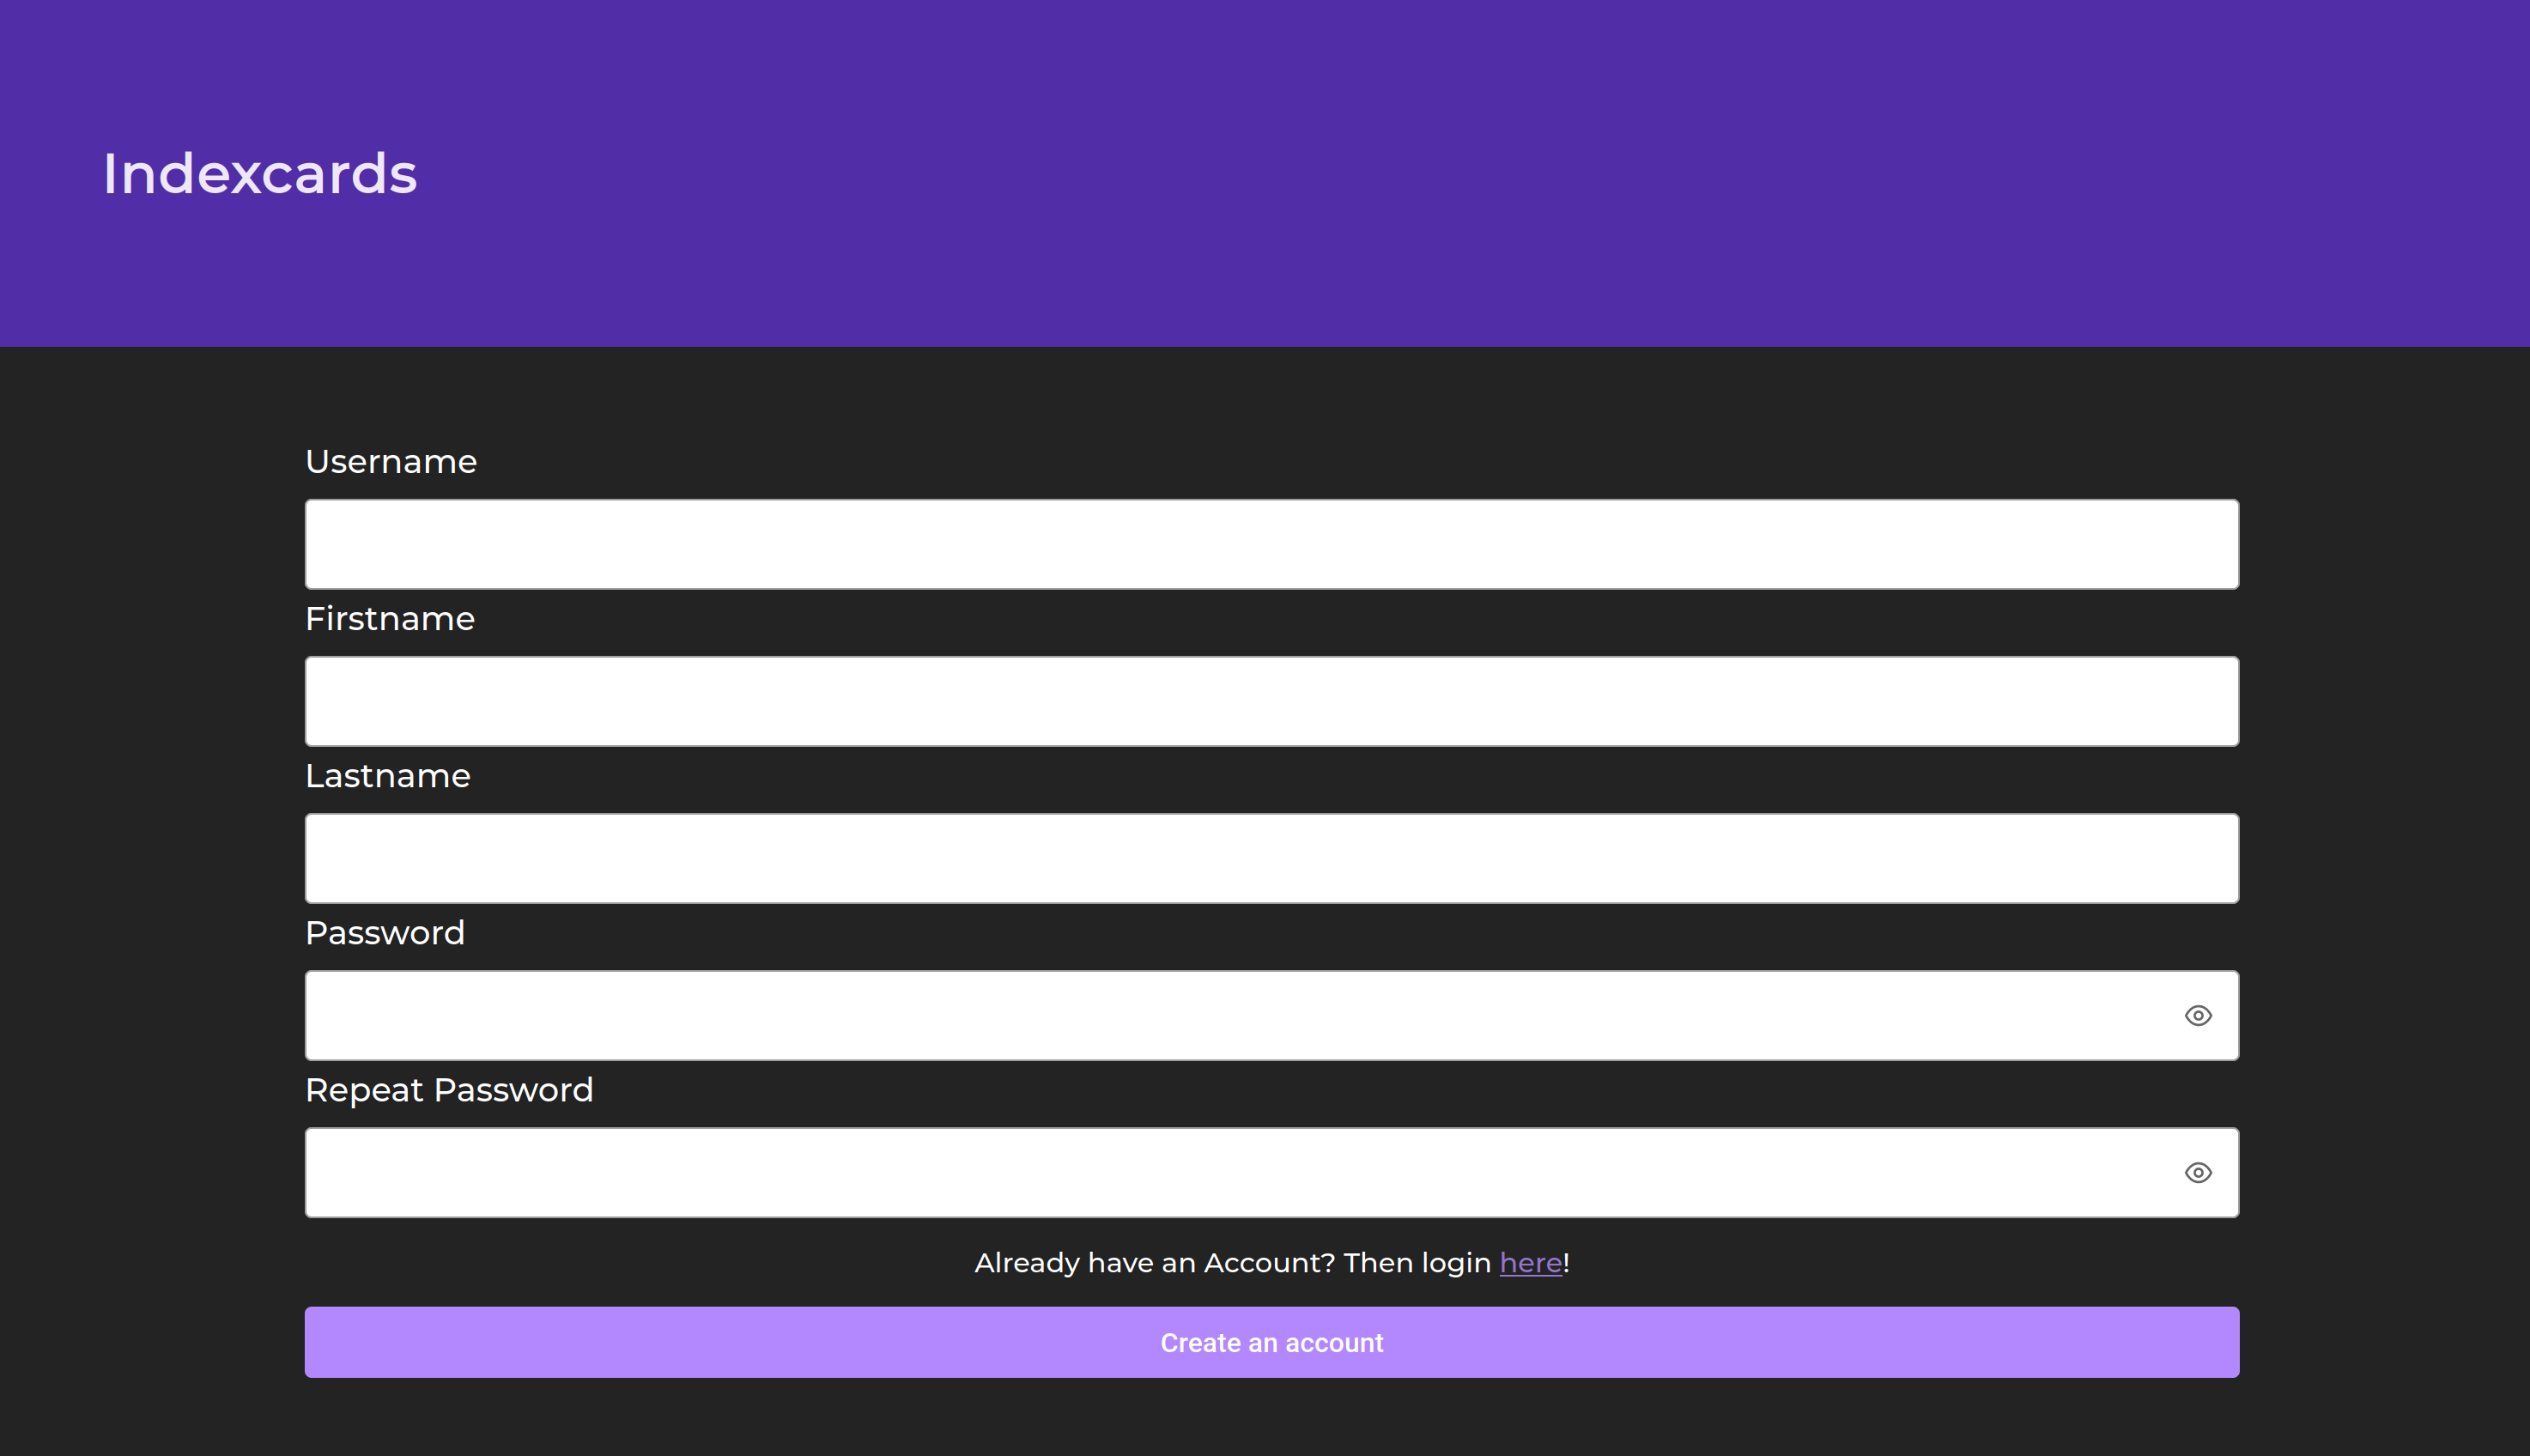 Indexcards
Username
Firstname
Lastname
Password
Repeat Password
Already have an Account? Then login here!
Create an account